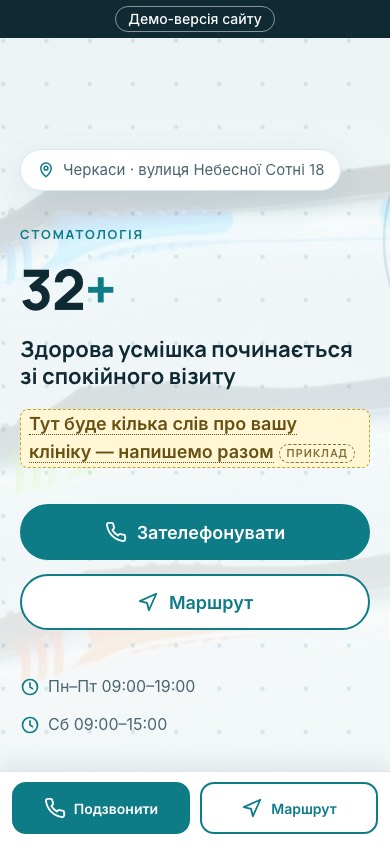 Демо-версія сайту
Черкаси · вулиця Небесної Сотні 18
СТОМАТОЛОГІЯ
32+
Здорова усмішка починається
зі спокійного візиту
Тут буде кілька слів про вашу
клініку — напишемо разом ПРИКЛАД
Зателефонувати
Маршрут
Пн–Пт 09:00–19:00
Сб 09:00–15:00
Подзвонити
Маршрут